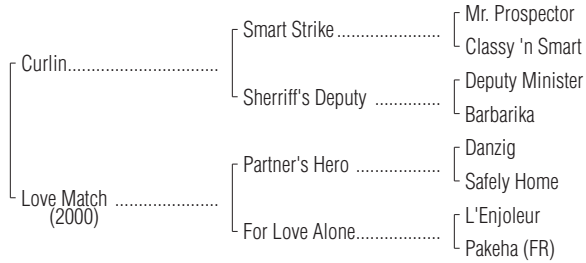 Mr. Prospector
Smart Strike ......................
Classy 'n Smart
Curlin.................................
Deputy Minister
Sherriff's Deputy ..............
Barbarika
Danzig
Partner's Hero ..................
Safely Home
Love Match ......................
(2000)
L'Enjoleur
For Love Alone..................
Pakeha (FR)